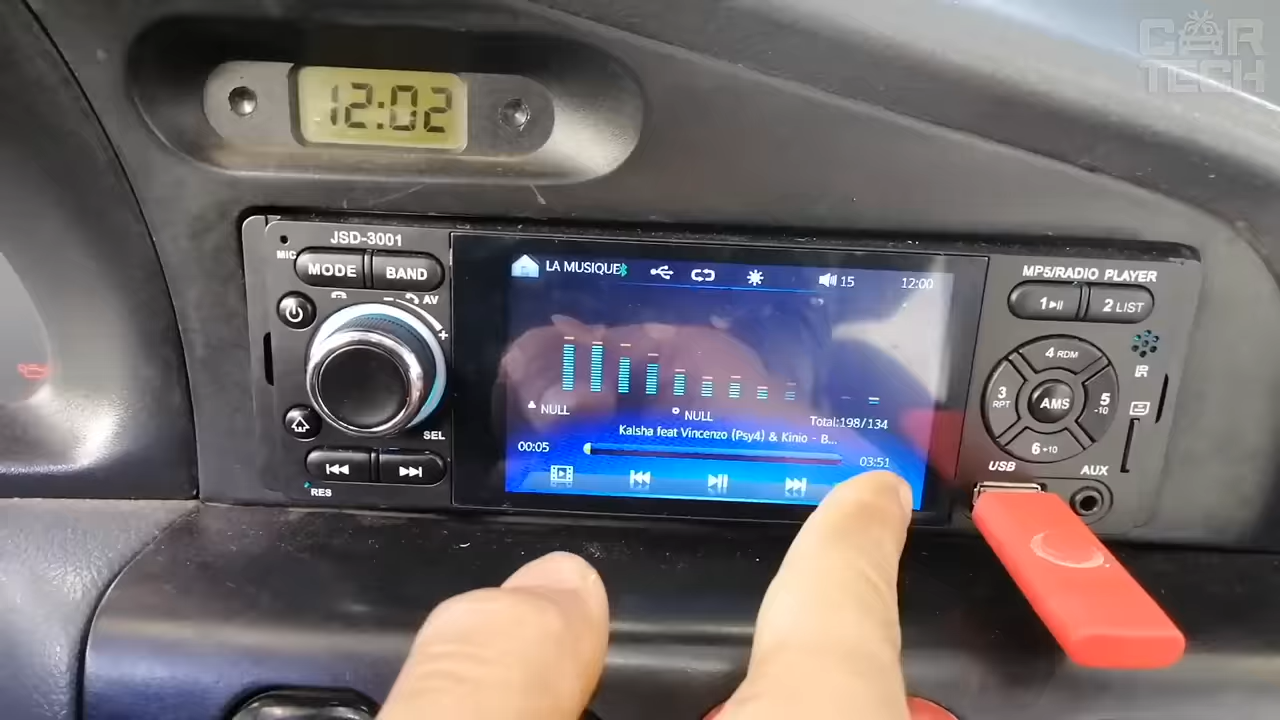 CAR
TECH
12:02
JSD-3001
MIC
MODE
BAND
AV
+
SEL
RES
LA MUSIQUE
15
12:00
NULL
NULL
Total:198/134
Kalsha feat Vincenzo (Psy4) & Kinio - B...
00:05
03:51
MP5/RADIO PLAYER
1
2 LIST
4 RDM
3
RPT
AMS
5
-10
6 +10
IR
USB
AUX